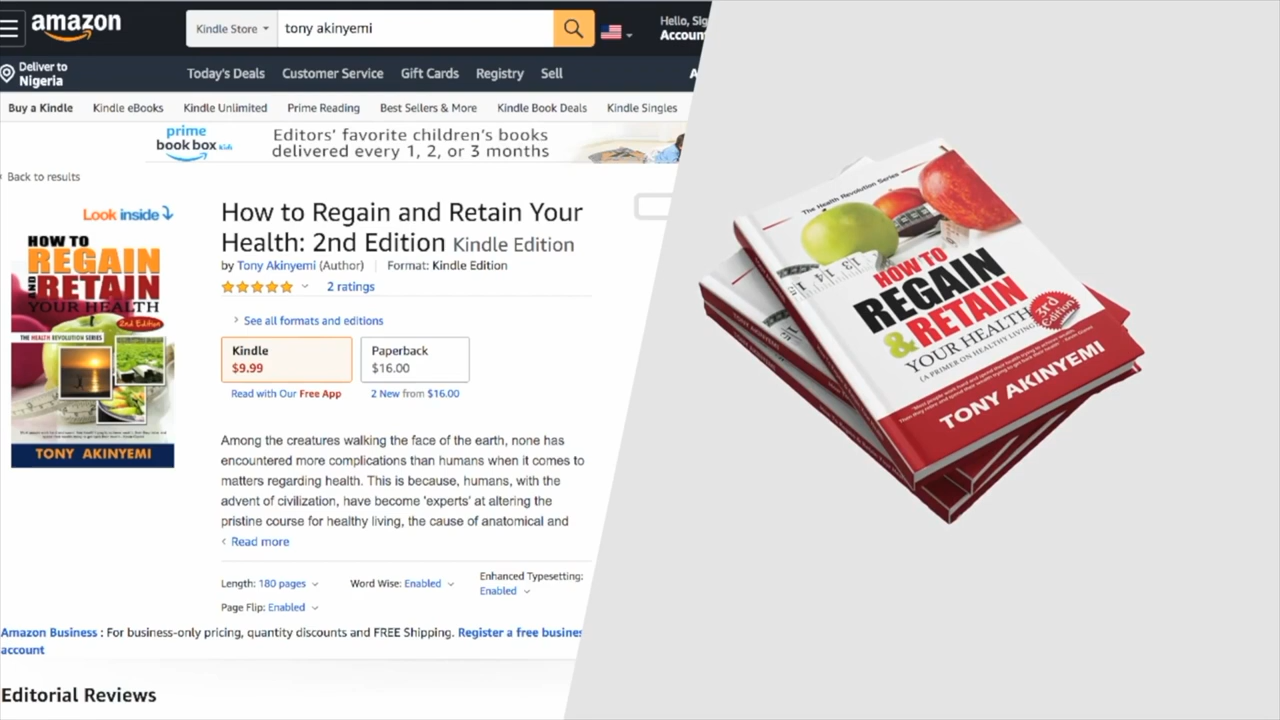 amazon
Kindle Store
tony akinyemi
Hello, Sig
Accoun
Deliver to
Nigeria
Today's Deals
Customer Service
Gift Cards
Registry
Sell
A
Buy a Kindle
Kindle eBooks
Kindle Unlimited
Prime Reading
Best Sellers & More
Kindle Book Deals
Kindle Singles
prime
book box kids
Editors' favorite children's books
delivered every 1, 2, or 3 months
Back to results
Look inside
HOW TO
REGAIN
AND RETAIN
YOUR HEALTH
2nd Edition
THE HEALTH REVOLUTION SERIES
TONY AKINYEMI
How to Regain and Retain Your
Health: 2nd Edition Kindle Edition
by Tony Akinyemi (Author)
Format: Kindle Edition
2 ratings
See all formats and editions
Kindle
$9.99
Paperback
$16.00
Read with Our Free App
2 New from $16.00
Among the creatures walking the face of the earth, none has
encountered more complications than humans when it comes to
matters regarding health. This is because, humans, with the
advent of civilization, have become 'experts' at altering the
pristine course for healthy living, the cause of anatomical and
Read more
Length: 180 pages
Word Wise: Enabled
Enhanced Typesetting:
Enabled
Page Flip: Enabled
Amazon Business : For business-only pricing, quantity discounts and FREE Shipping. Register a free busines
account
Editorial Reviews
The Health Revolution Series
13 14 15
HOW TO
REGAIN
& RETAIN
YOUR HEALTH
3rd
Edition
(A PRIMER ON HEALTHY LIVING)
TONY AKINYEMI